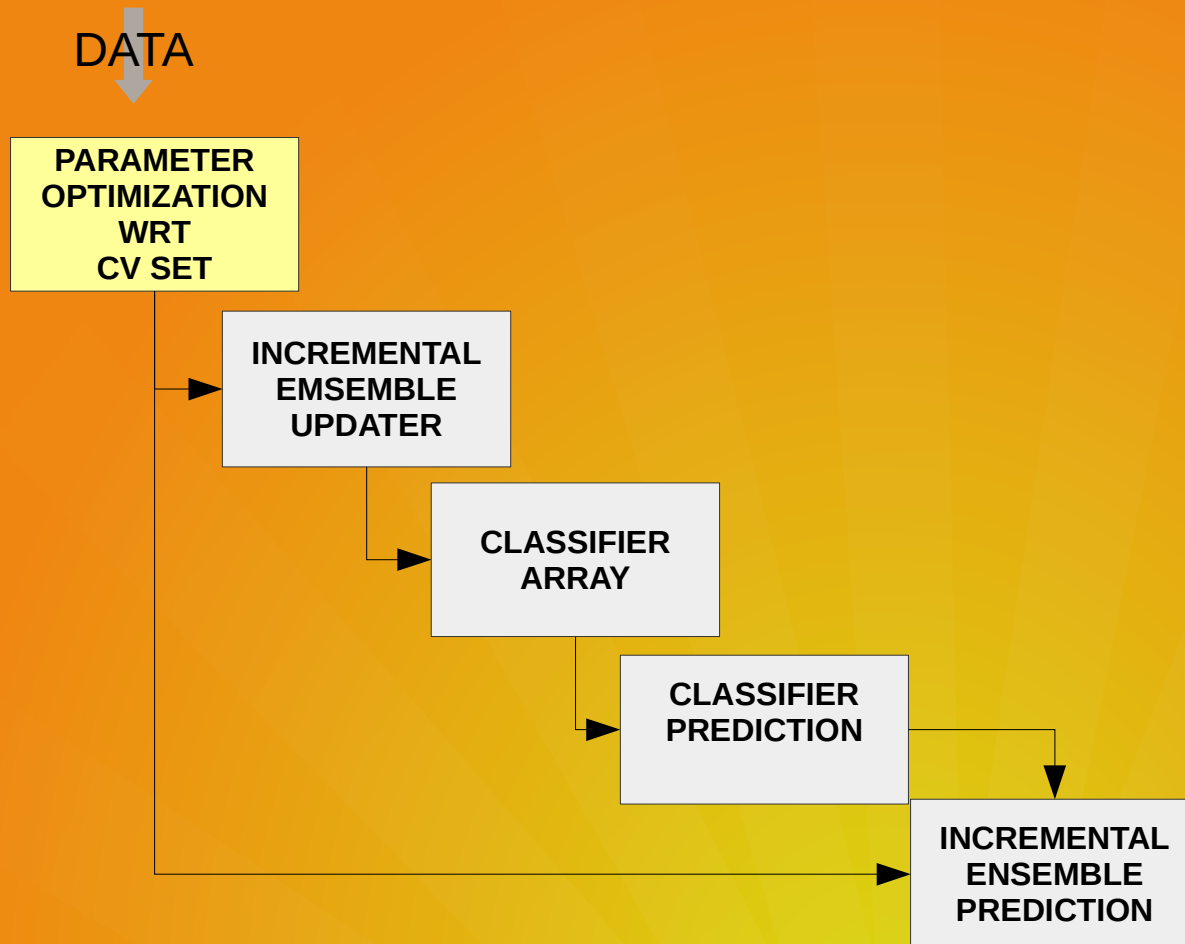 DATA
PARAMETER
OPTIMIZATION
WRT
CV SET
INCREMENTAL
EMSEMBLE
UPDATER
CLASSIFIER
ARRAY
CLASSIFIER
PREDICTION
INCREMENTAL
ENSEMBLE
PREDICTION